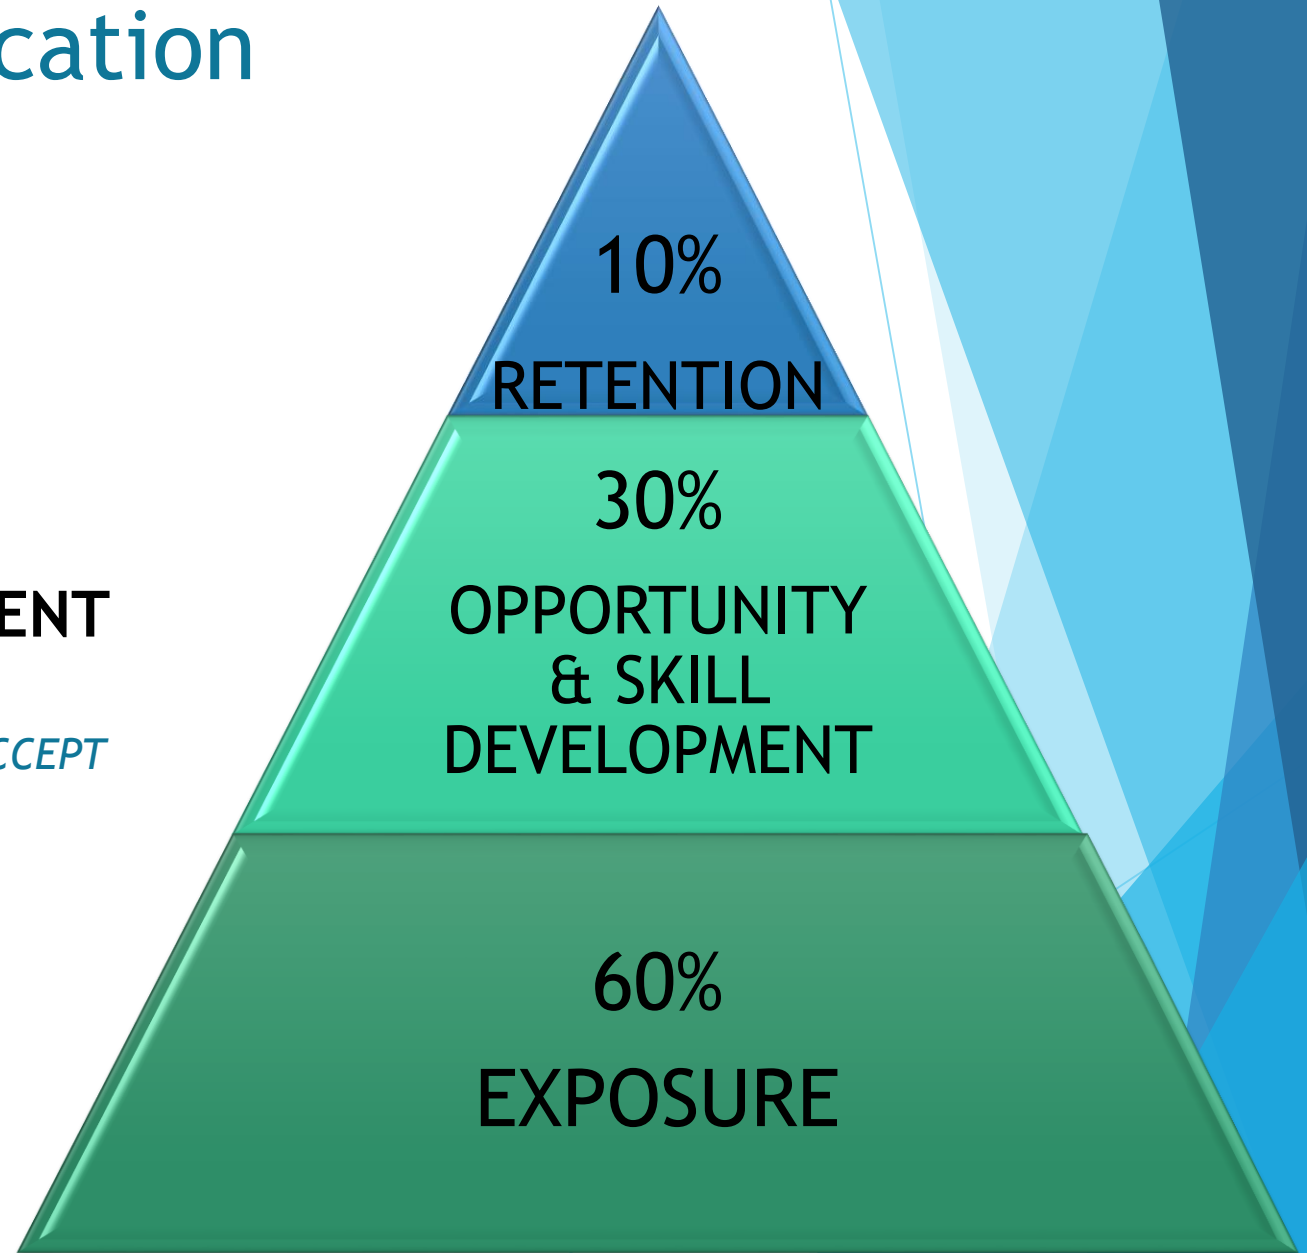 cation
10%
RETENTION
30%
OPPORTUNITY
& SKILL
DEVELOPMENT
ENT
CCEPT
60%
EXPOSURE